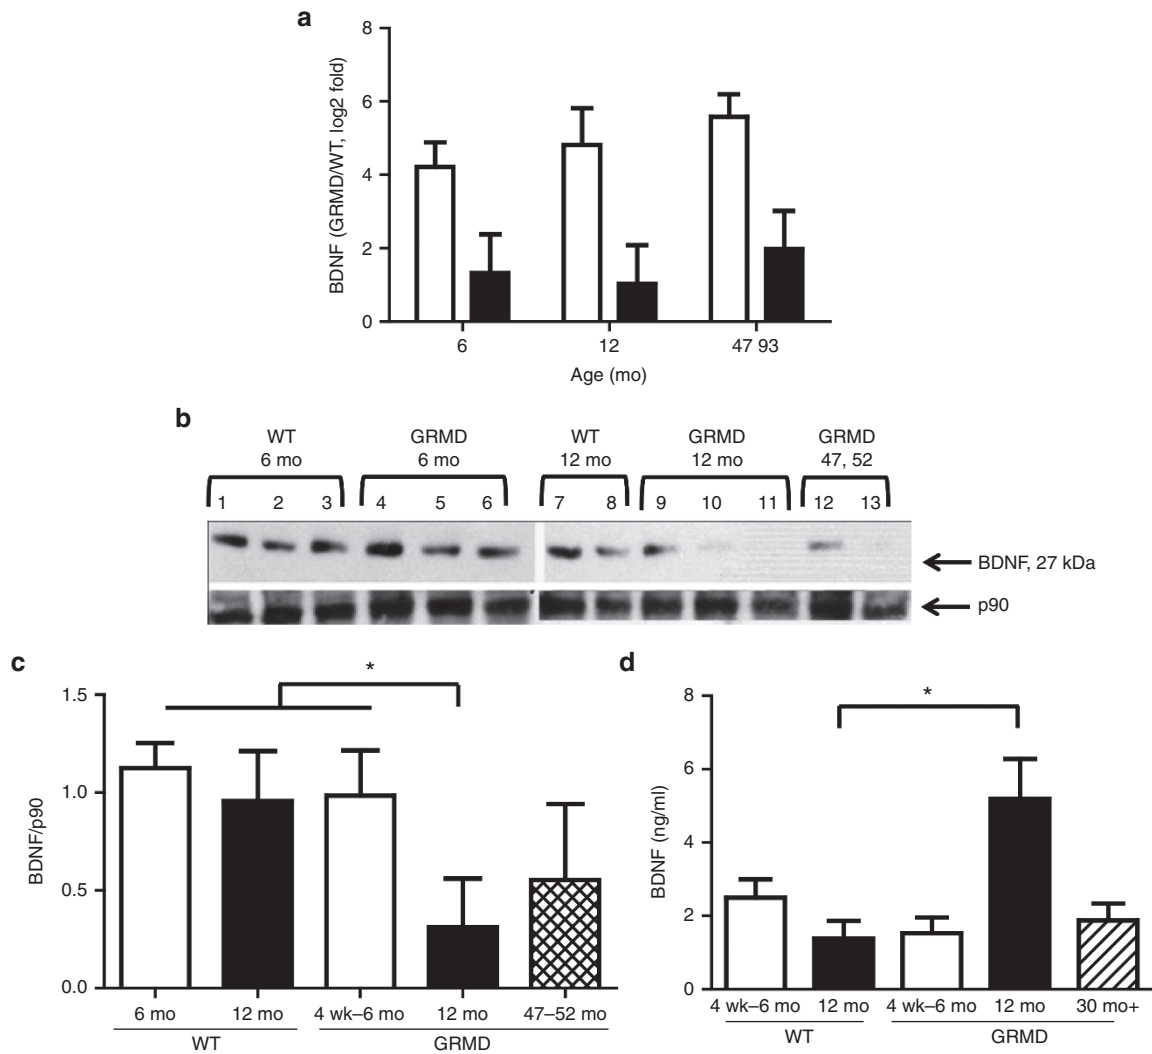 a
BDNF (GRMD/WT, log2 fold)
8
6
4
2
0
6 12 47 93
Age (mo)
b
WT GRMD WT GRMD GRMD
6 mo 6 mo 12 mo 12 mo 47, 52
1 2 3 4 5 6 7 8 9 10 11 12 13
BDNF, 27 kDa
p90
c
*
BDNF/p90
1.5
1.0
0.5
0.0
6 mo 12 mo 4 wk–6 mo 12 mo 47–52 mo
WT GRMD
d
*
BDNF (ng/ml)
8
6
4
2
0
4 wk–6 mo 12 mo 4 wk–6 mo 12 mo 30 mo+
WT GRMD